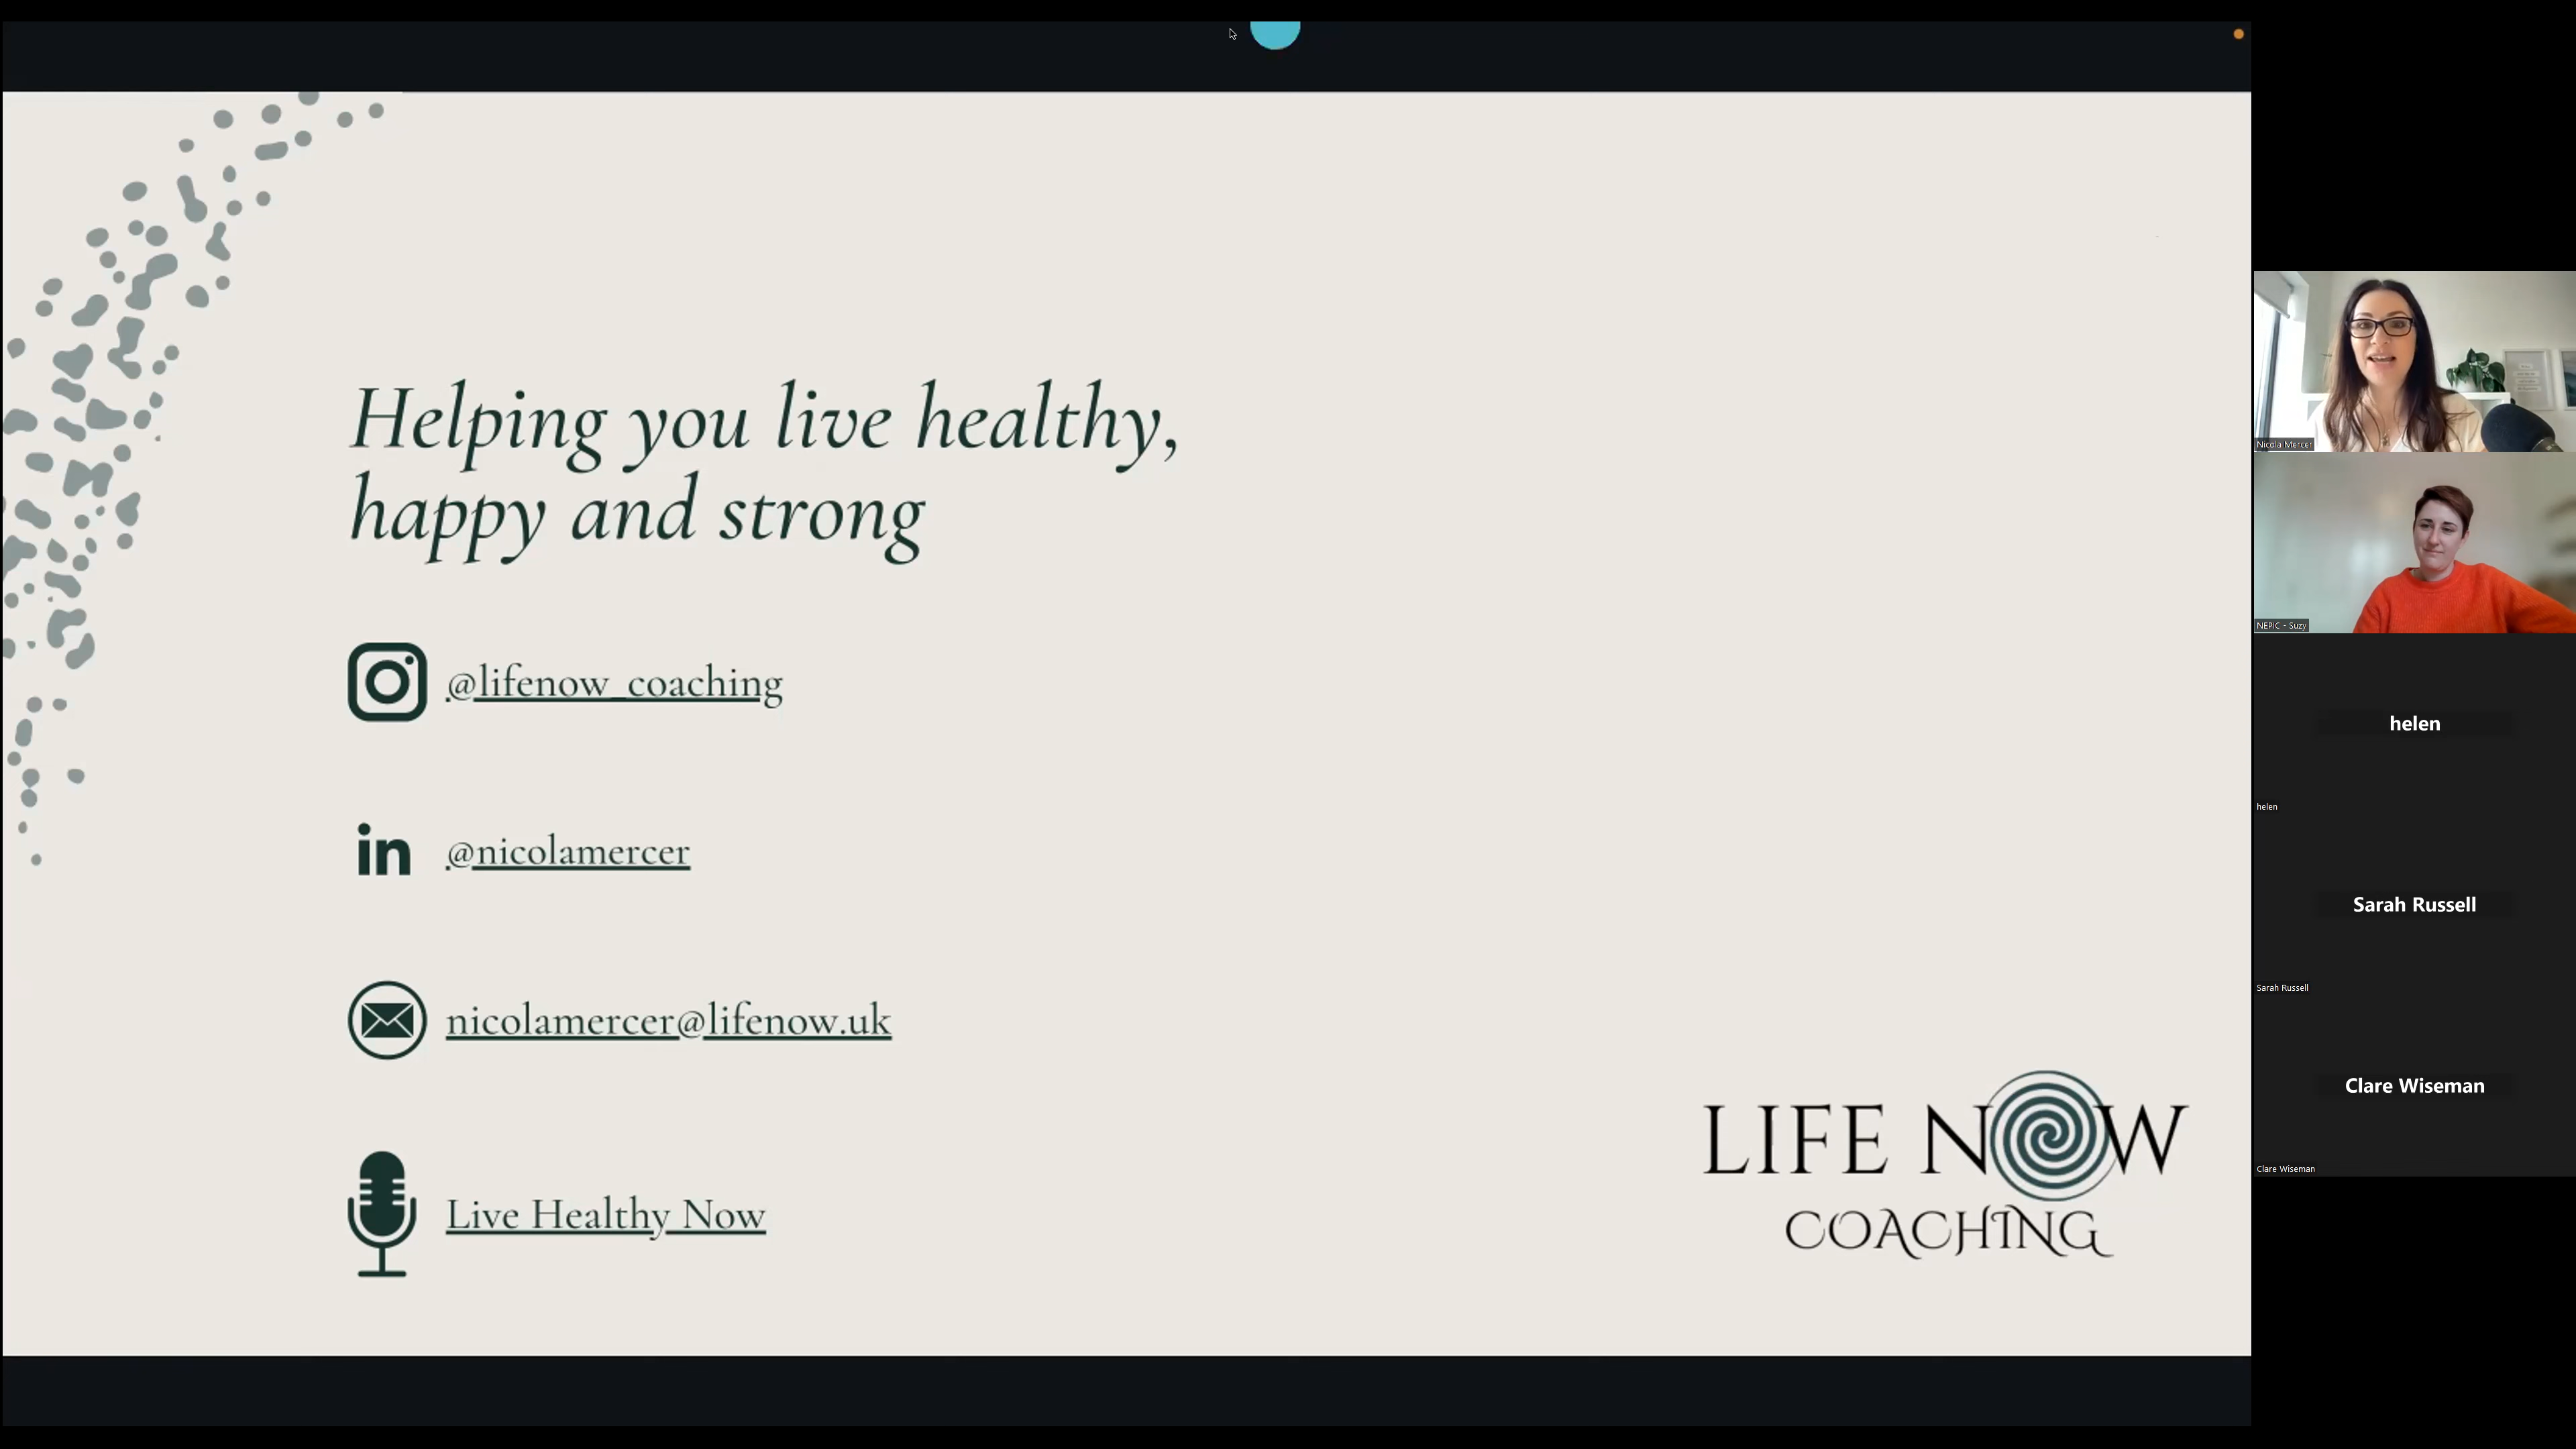 Helping you live healthy,
happy and strong
@lifenow_coaching
in
@nicolamercer
nicolamercer@lifenow.uk
Live Healthy Now
LIFE NOW
COACHING
Nicola Mercer
NEPIC - Suzy
helen
helen
Sarah Russell
Sarah Russell
Clare Wiseman
Clare Wiseman